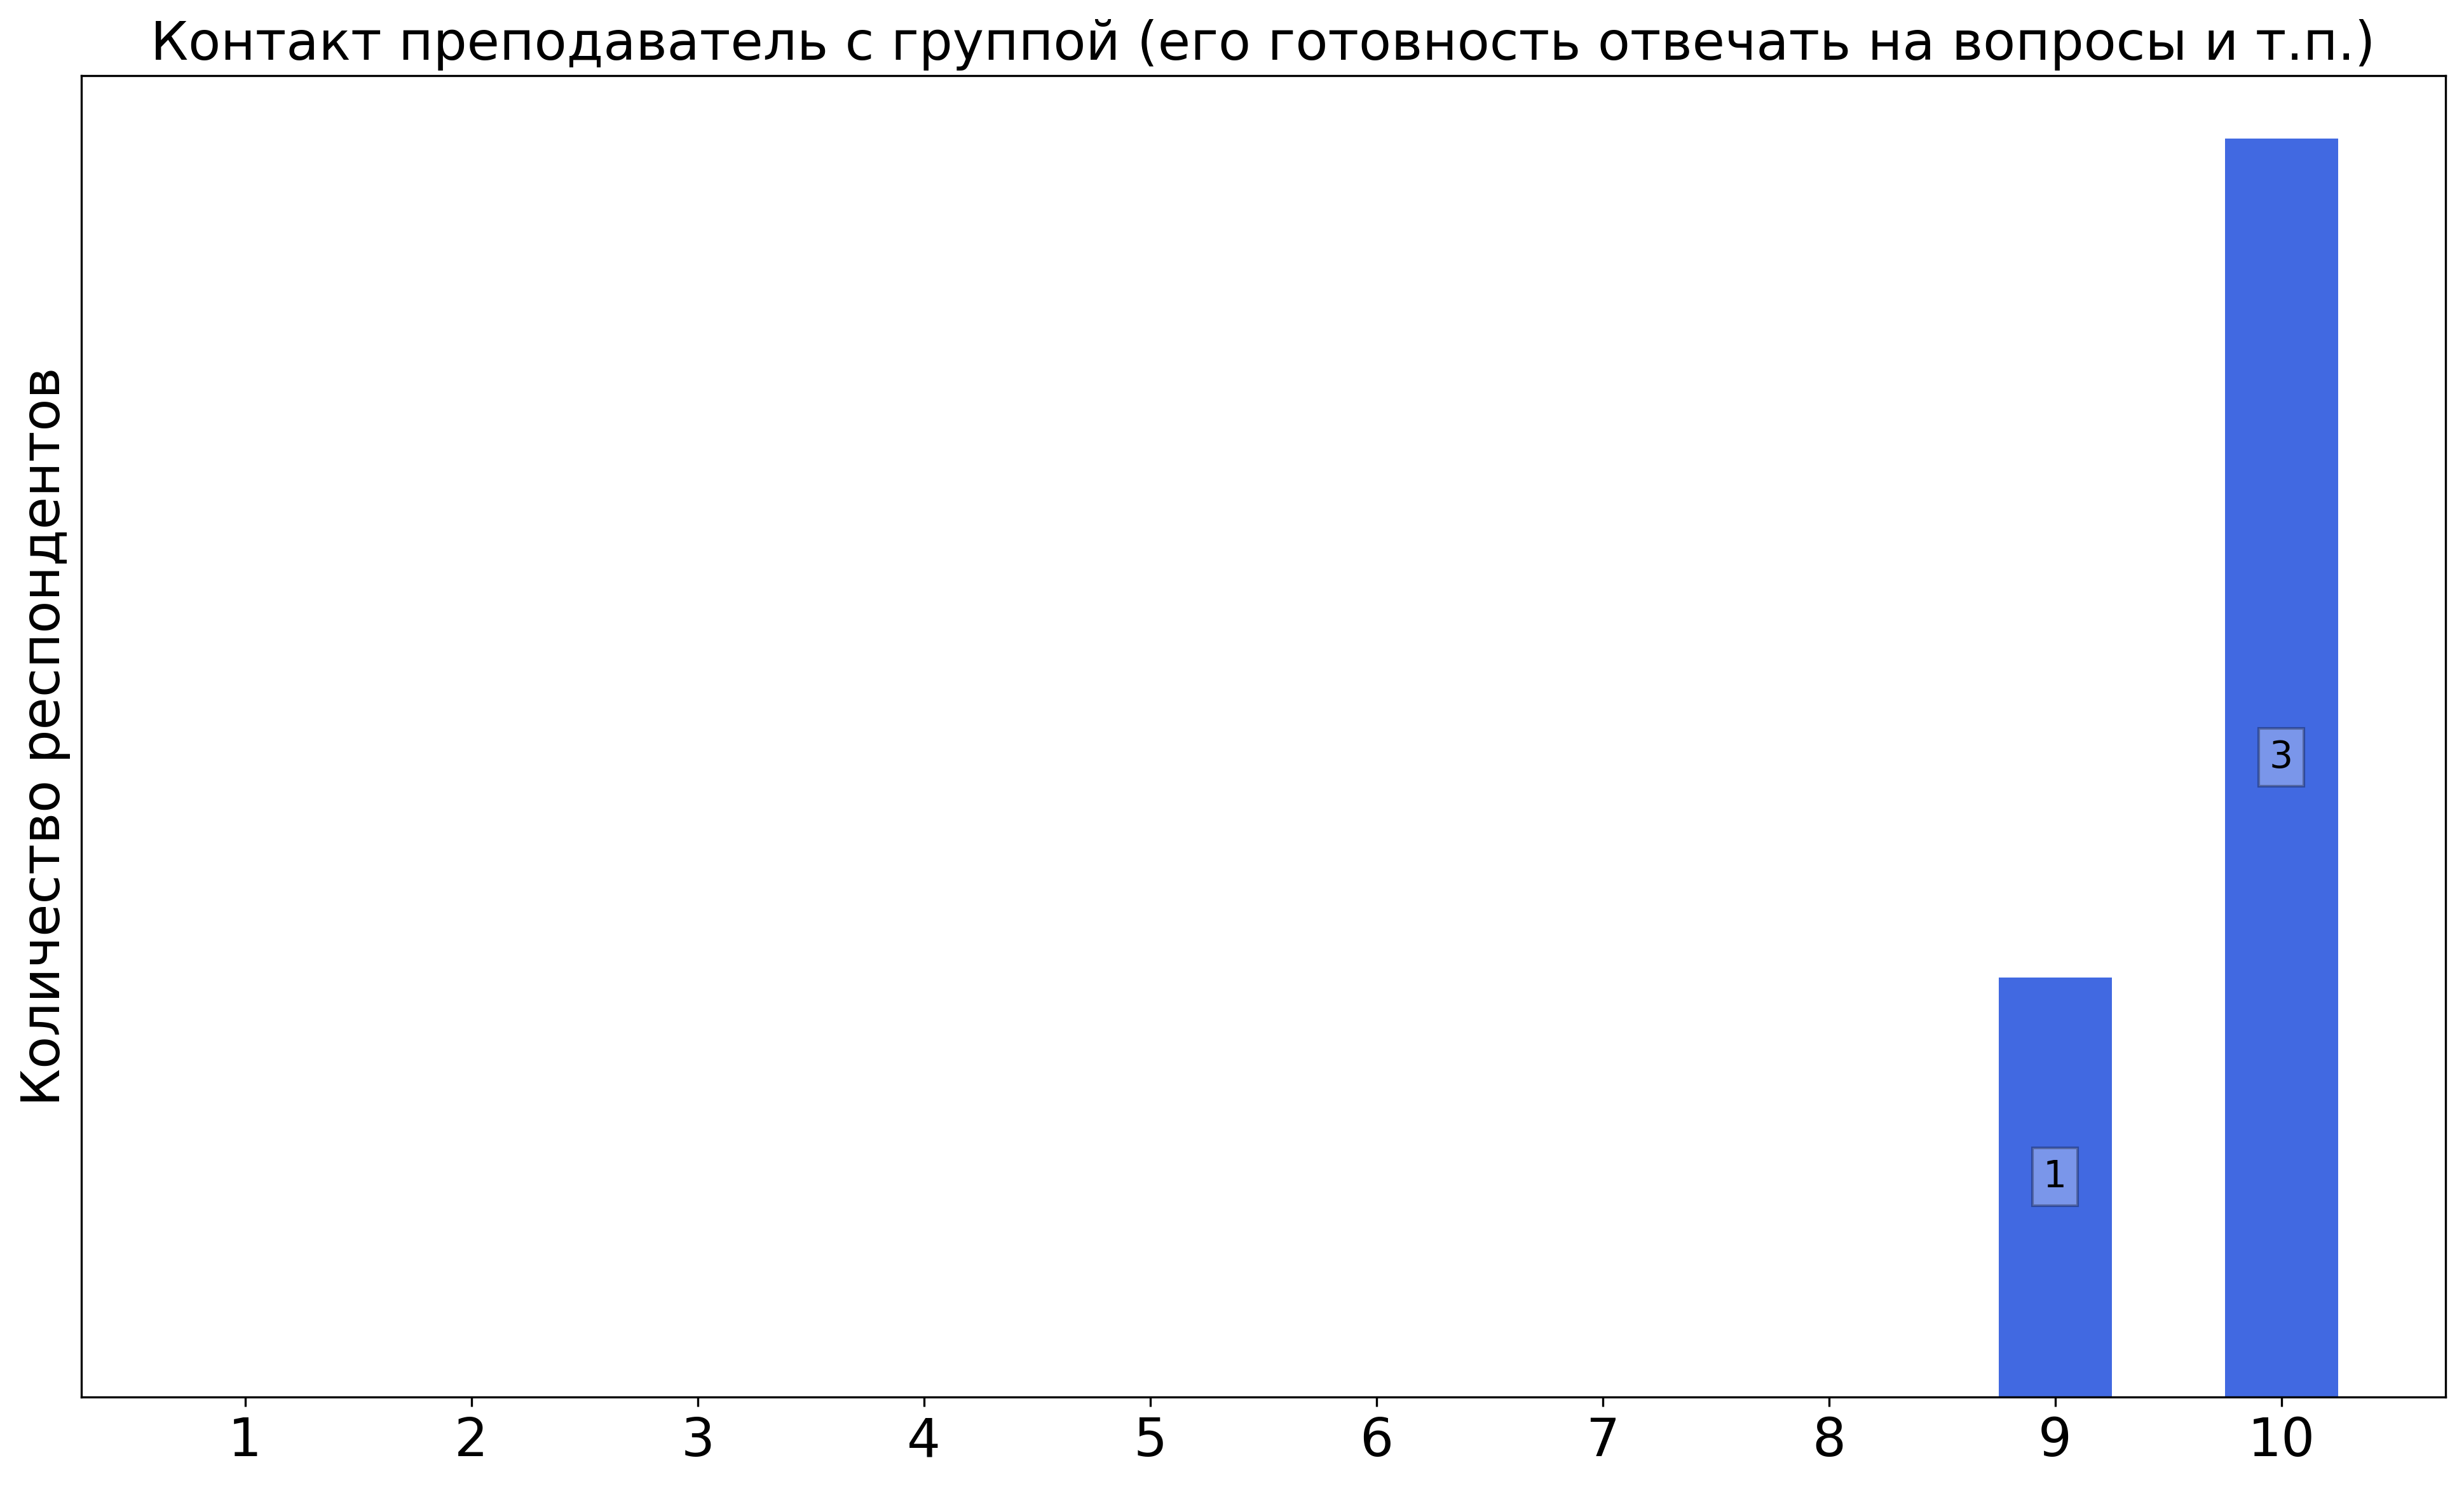 Контакт преподаватель с группой (его готовность отвечать на вопросы и т.п.)
Количество респондентов
3
1
1 2 3 4 5 6 7 8 9 10